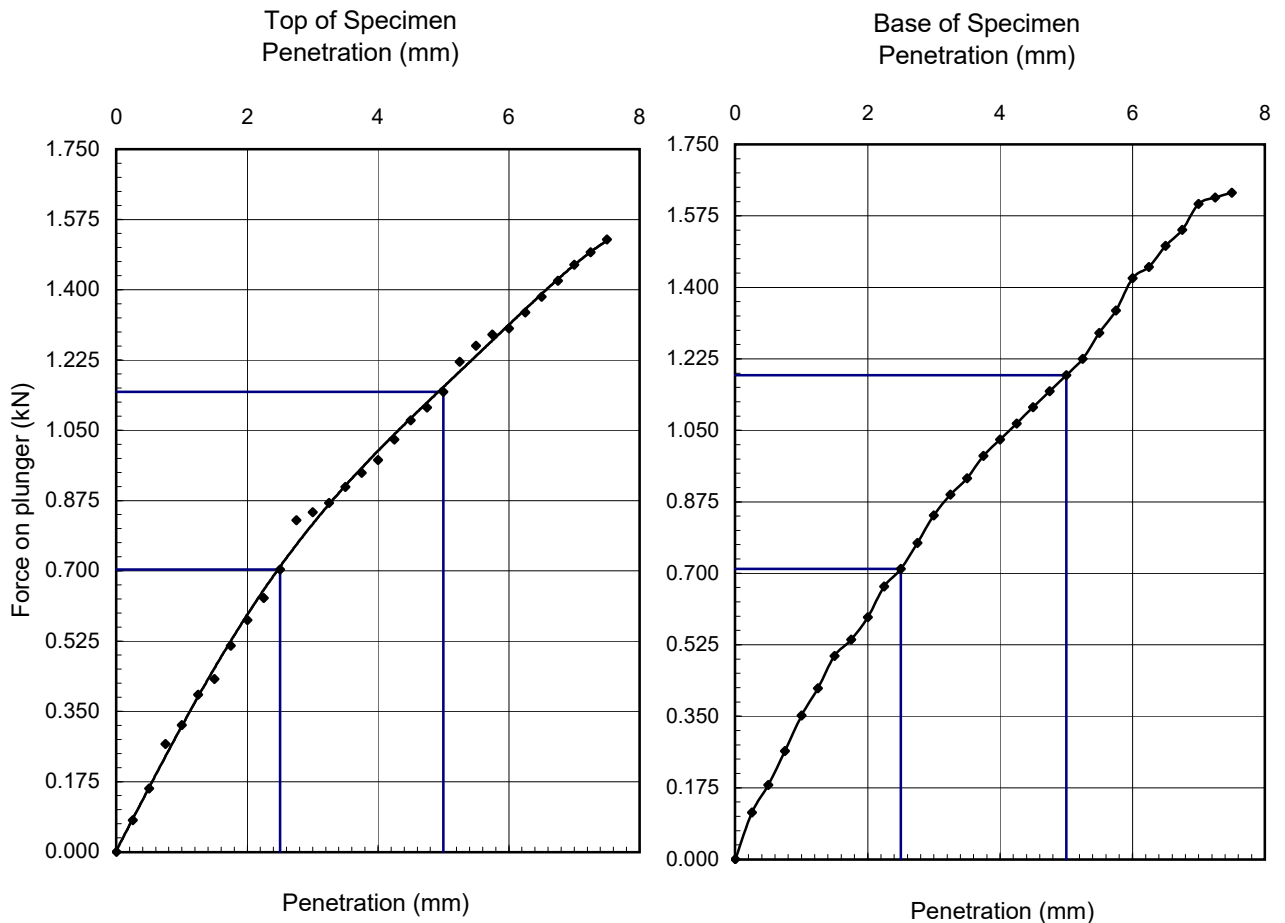 Top of Specimen
Penetration (mm)
0 2 4 6 8
1.750
1.575
1.400
1.225
1.050
0.875
0.700
0.525
0.350
0.175
0.000
Force on plunger (kN)
Penetration (mm)
Base of Specimen
Penetration (mm)
0 2 4 6 8
1.750
1.575
1.400
1.225
1.050
0.875
0.700
0.525
0.350
0.175
0.000
Penetration (mm)